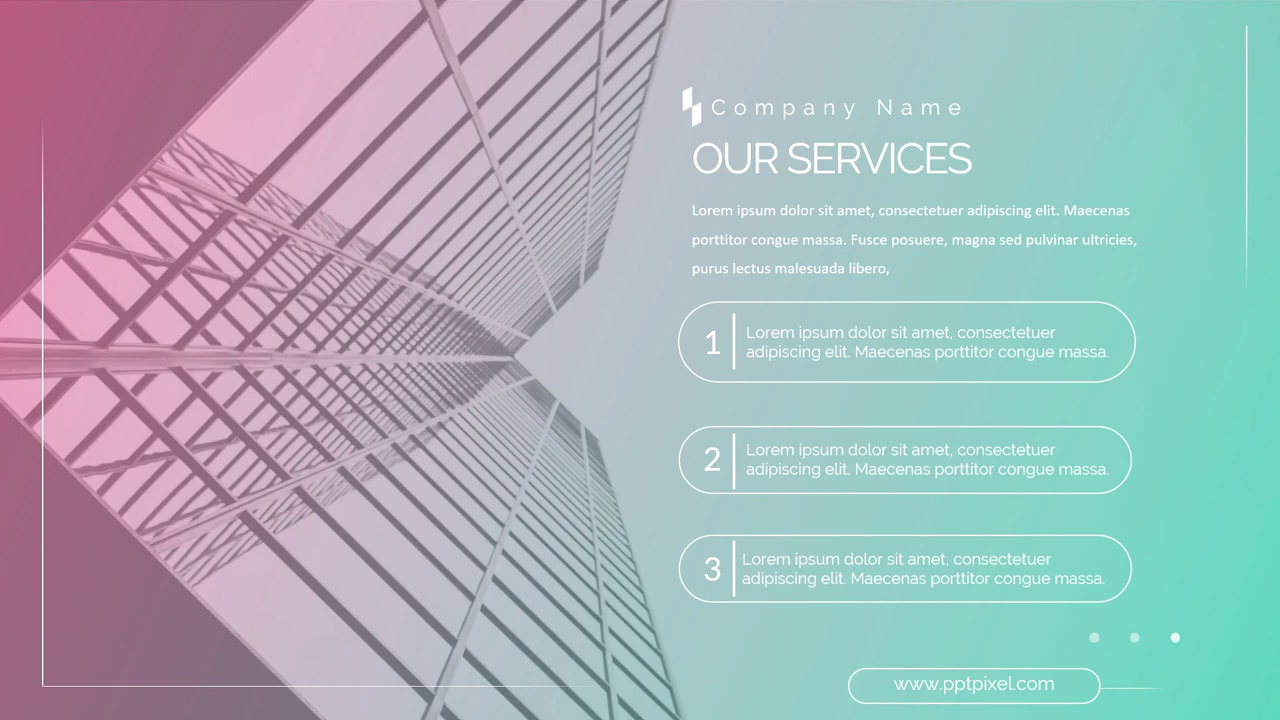 Company Name
OUR SERVICES
Lorem ipsum dolor sit amet, consectetuer adipiscing elit. Maecenas
porttitor congue massa. Fusce posuere, magna sed pulvinar ultricies,
purus lectus malesuada libero,
1
Lorem ipsum dolor sit amet, consectetuer
adipiscing elit. Maecenas porttitor congue massa.
2
Lorem ipsum dolor sit amet, consectetuer
adipiscing elit. Maecenas porttitor congue massa.
3
Lorem ipsum dolor sit amet, consectetuer
adipiscing elit. Maecenas porttitor congue massa.
www.pptpixel.com